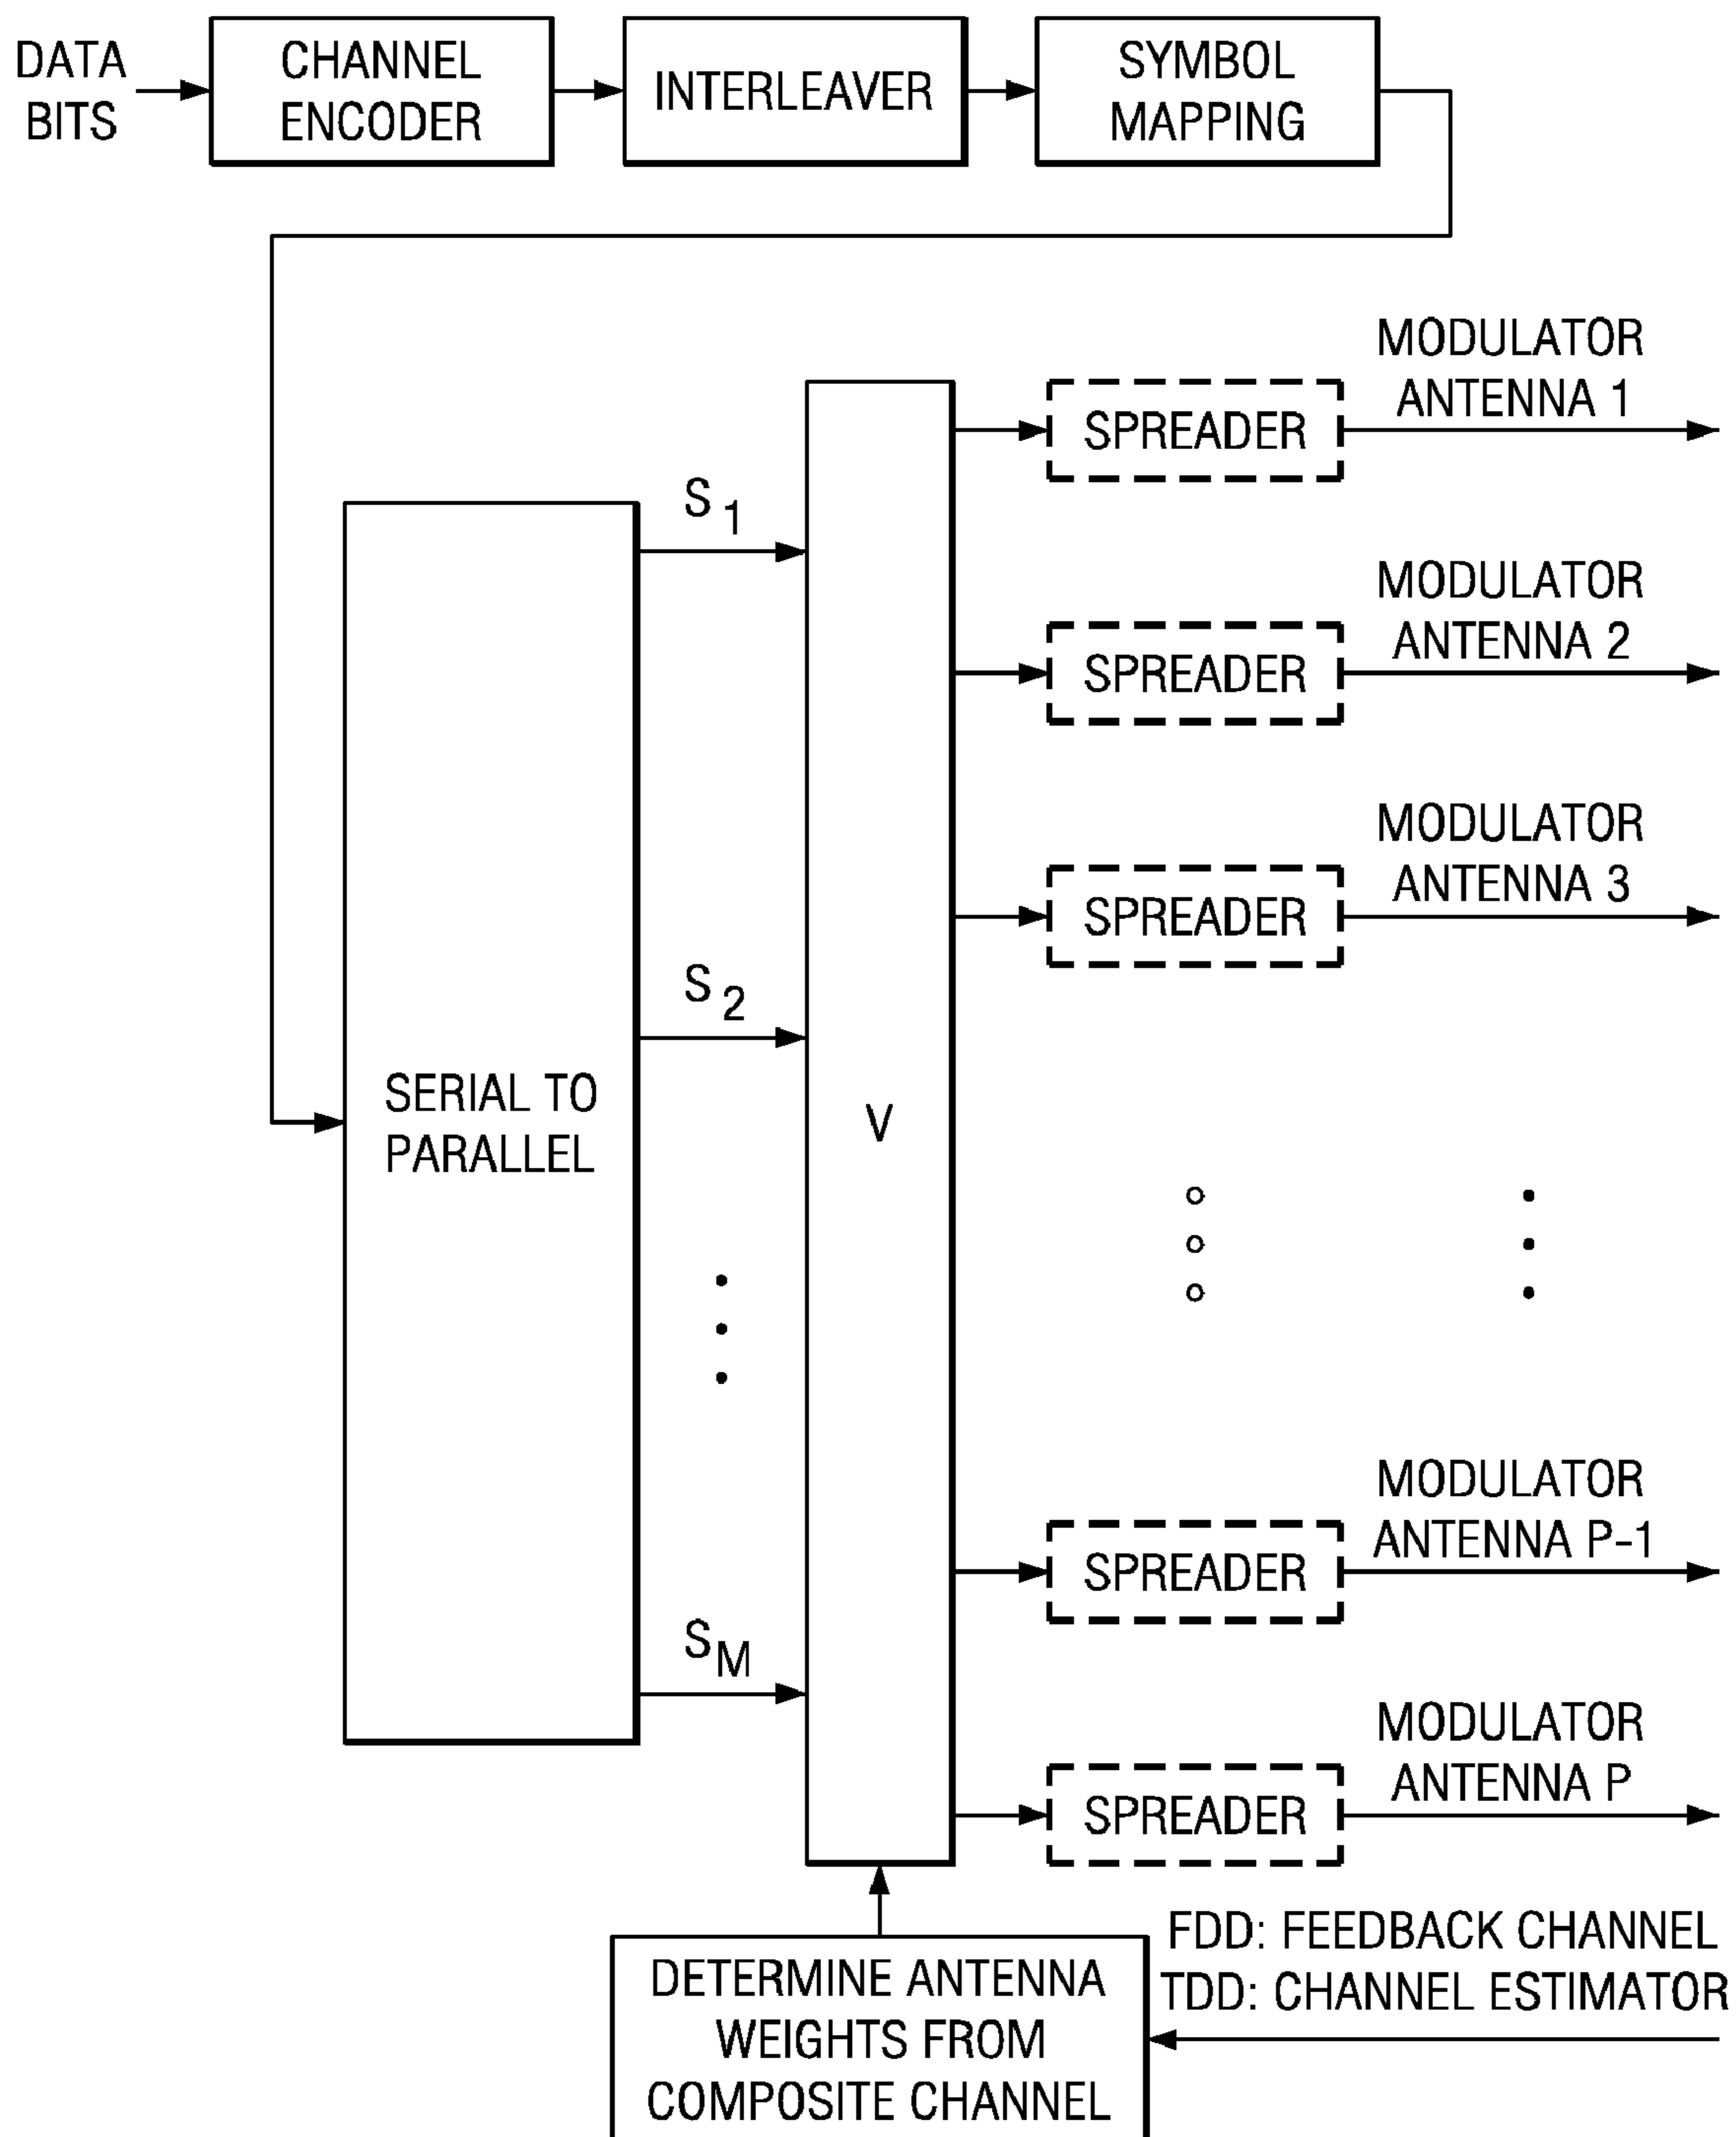 DATA
BITS
CHANNEL
ENCODER
INTERLEAVER
SYMBOL
MAPPING
MODULATOR
ANTENNA 1
SPREADER
S1
MODULATOR
ANTENNA 2
SPREADER
MODULATOR
ANTENNA 3
SPREADER
S2
SERIAL TO
PARALLEL
V
MODULATOR
ANTENNA P-1
SPREADER
SM
MODULATOR
ANTENNA P
SPREADER
FDD: FEEDBACK CHANNEL
TDD: CHANNEL ESTIMATOR
DETERMINE ANTENNA
WEIGHTS FROM
COMPOSITE CHANNEL